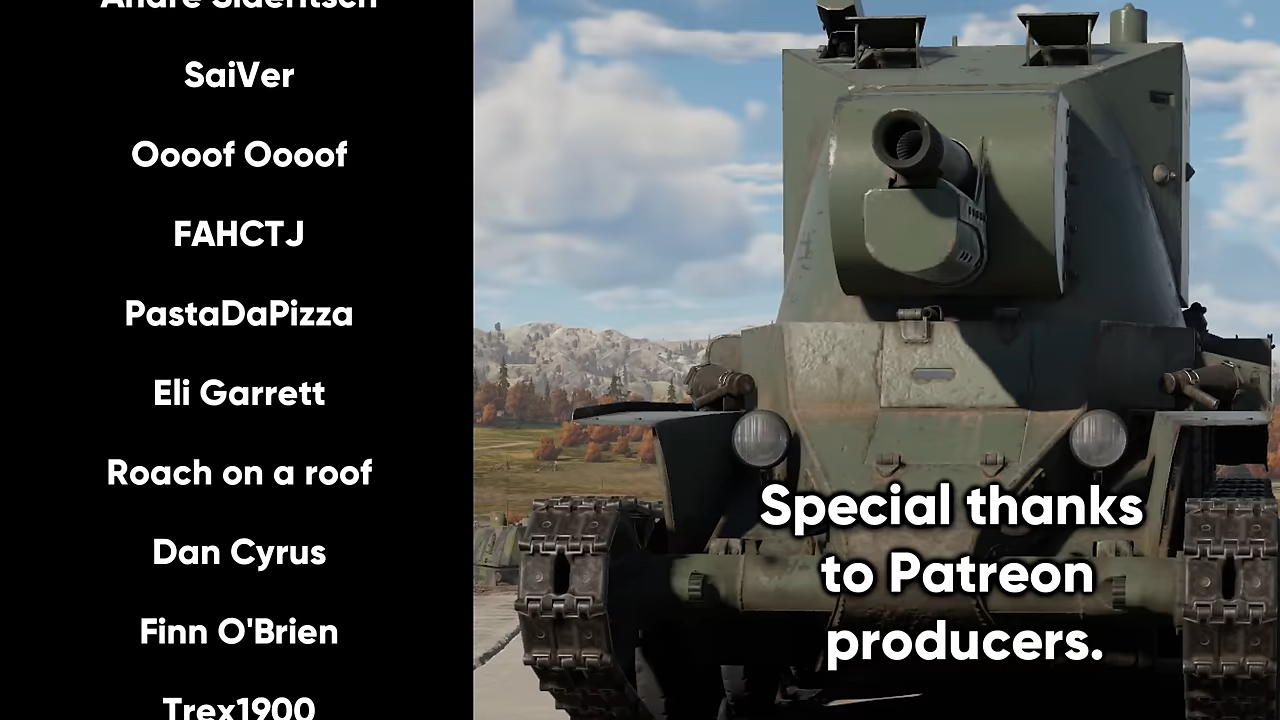 SaiVer
Oooof Oooof
FAHCTJ
PastaDaPizza
Eli Garrett
Roach on a roof
Dan Cyrus
Finn O'Brien
Trex1900
Special thanks
to Patreon
producers.